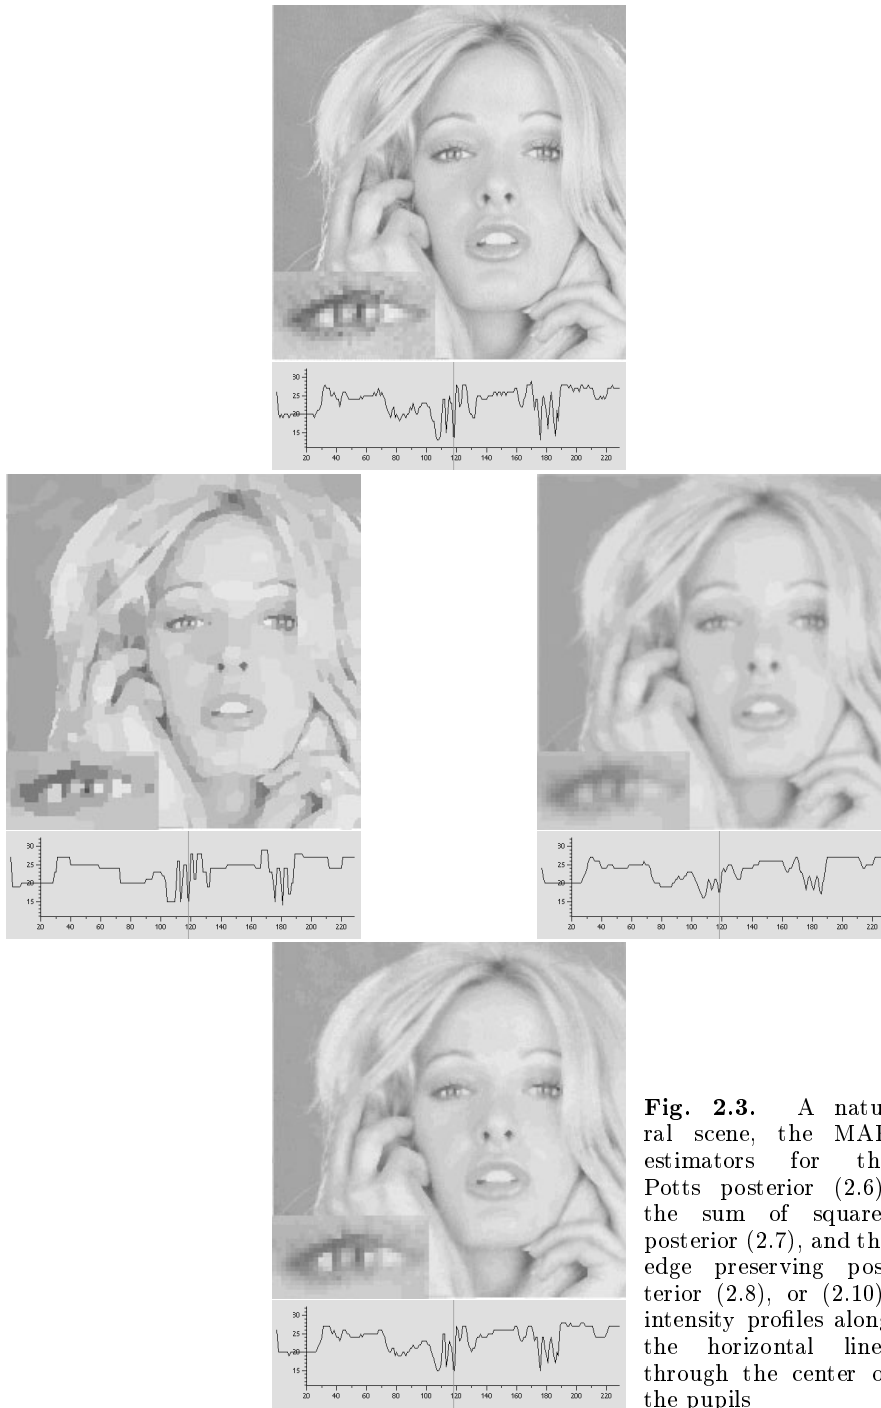 30
25
20
15
20 40 60 80 100 120 140 160 180 200 220
30
25
20
15
20 40 60 80 100 120 140 160 180 200 220
30
25
20
15
20 40 60 80 100 120 140 160 180 200 220
30
25
20
15
20 40 60 80 100 120 140 160 180 200 220
Fig. 2.3. A natu
ral scene, the MAP
estimators for th
Potts posterior (2.6)
the sum of square
posterior (2.7), and th
edge preserving pos
terior (2.8), or (2.10)
intensity profiles along
the horizontal line
through the center o
the pupils